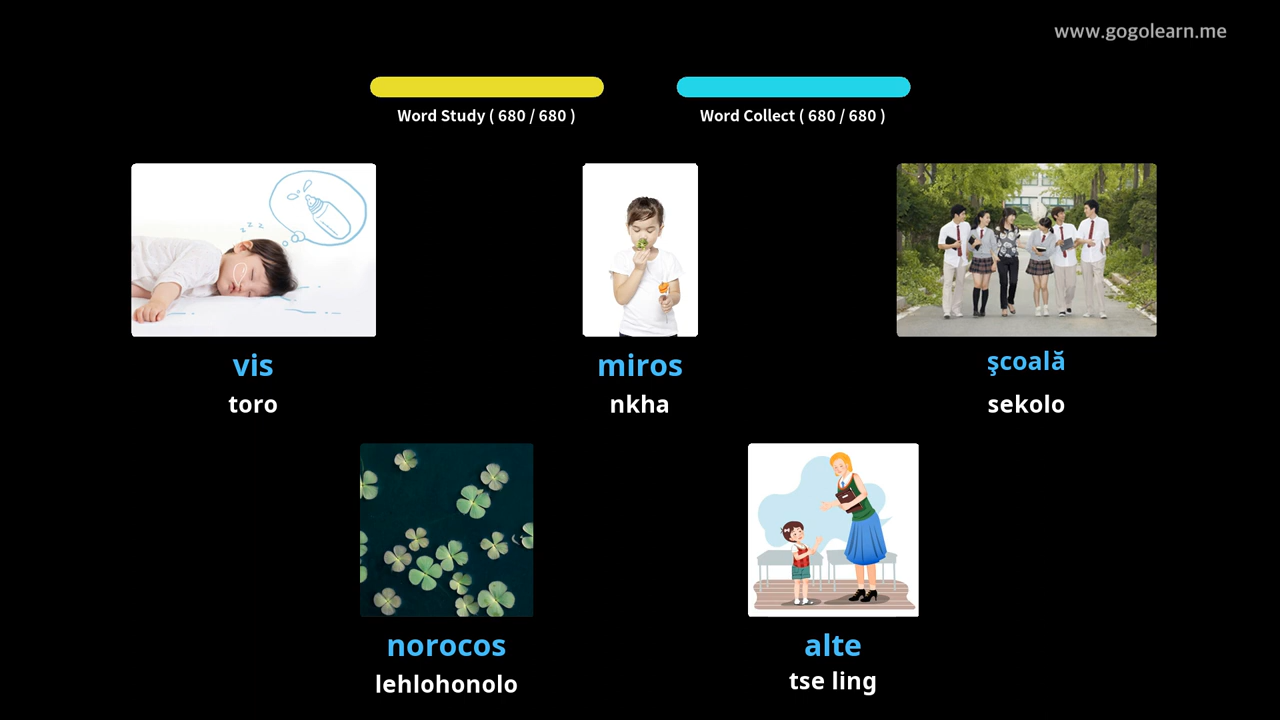 www.gogolearn.me
Word Study ( 680 / 680 )
Word Collect ( 680 / 680 )
z z z
vis
toro
miros
nkha
şcoală
sekolo
norocos
lehlohonolo
alte
tse ling